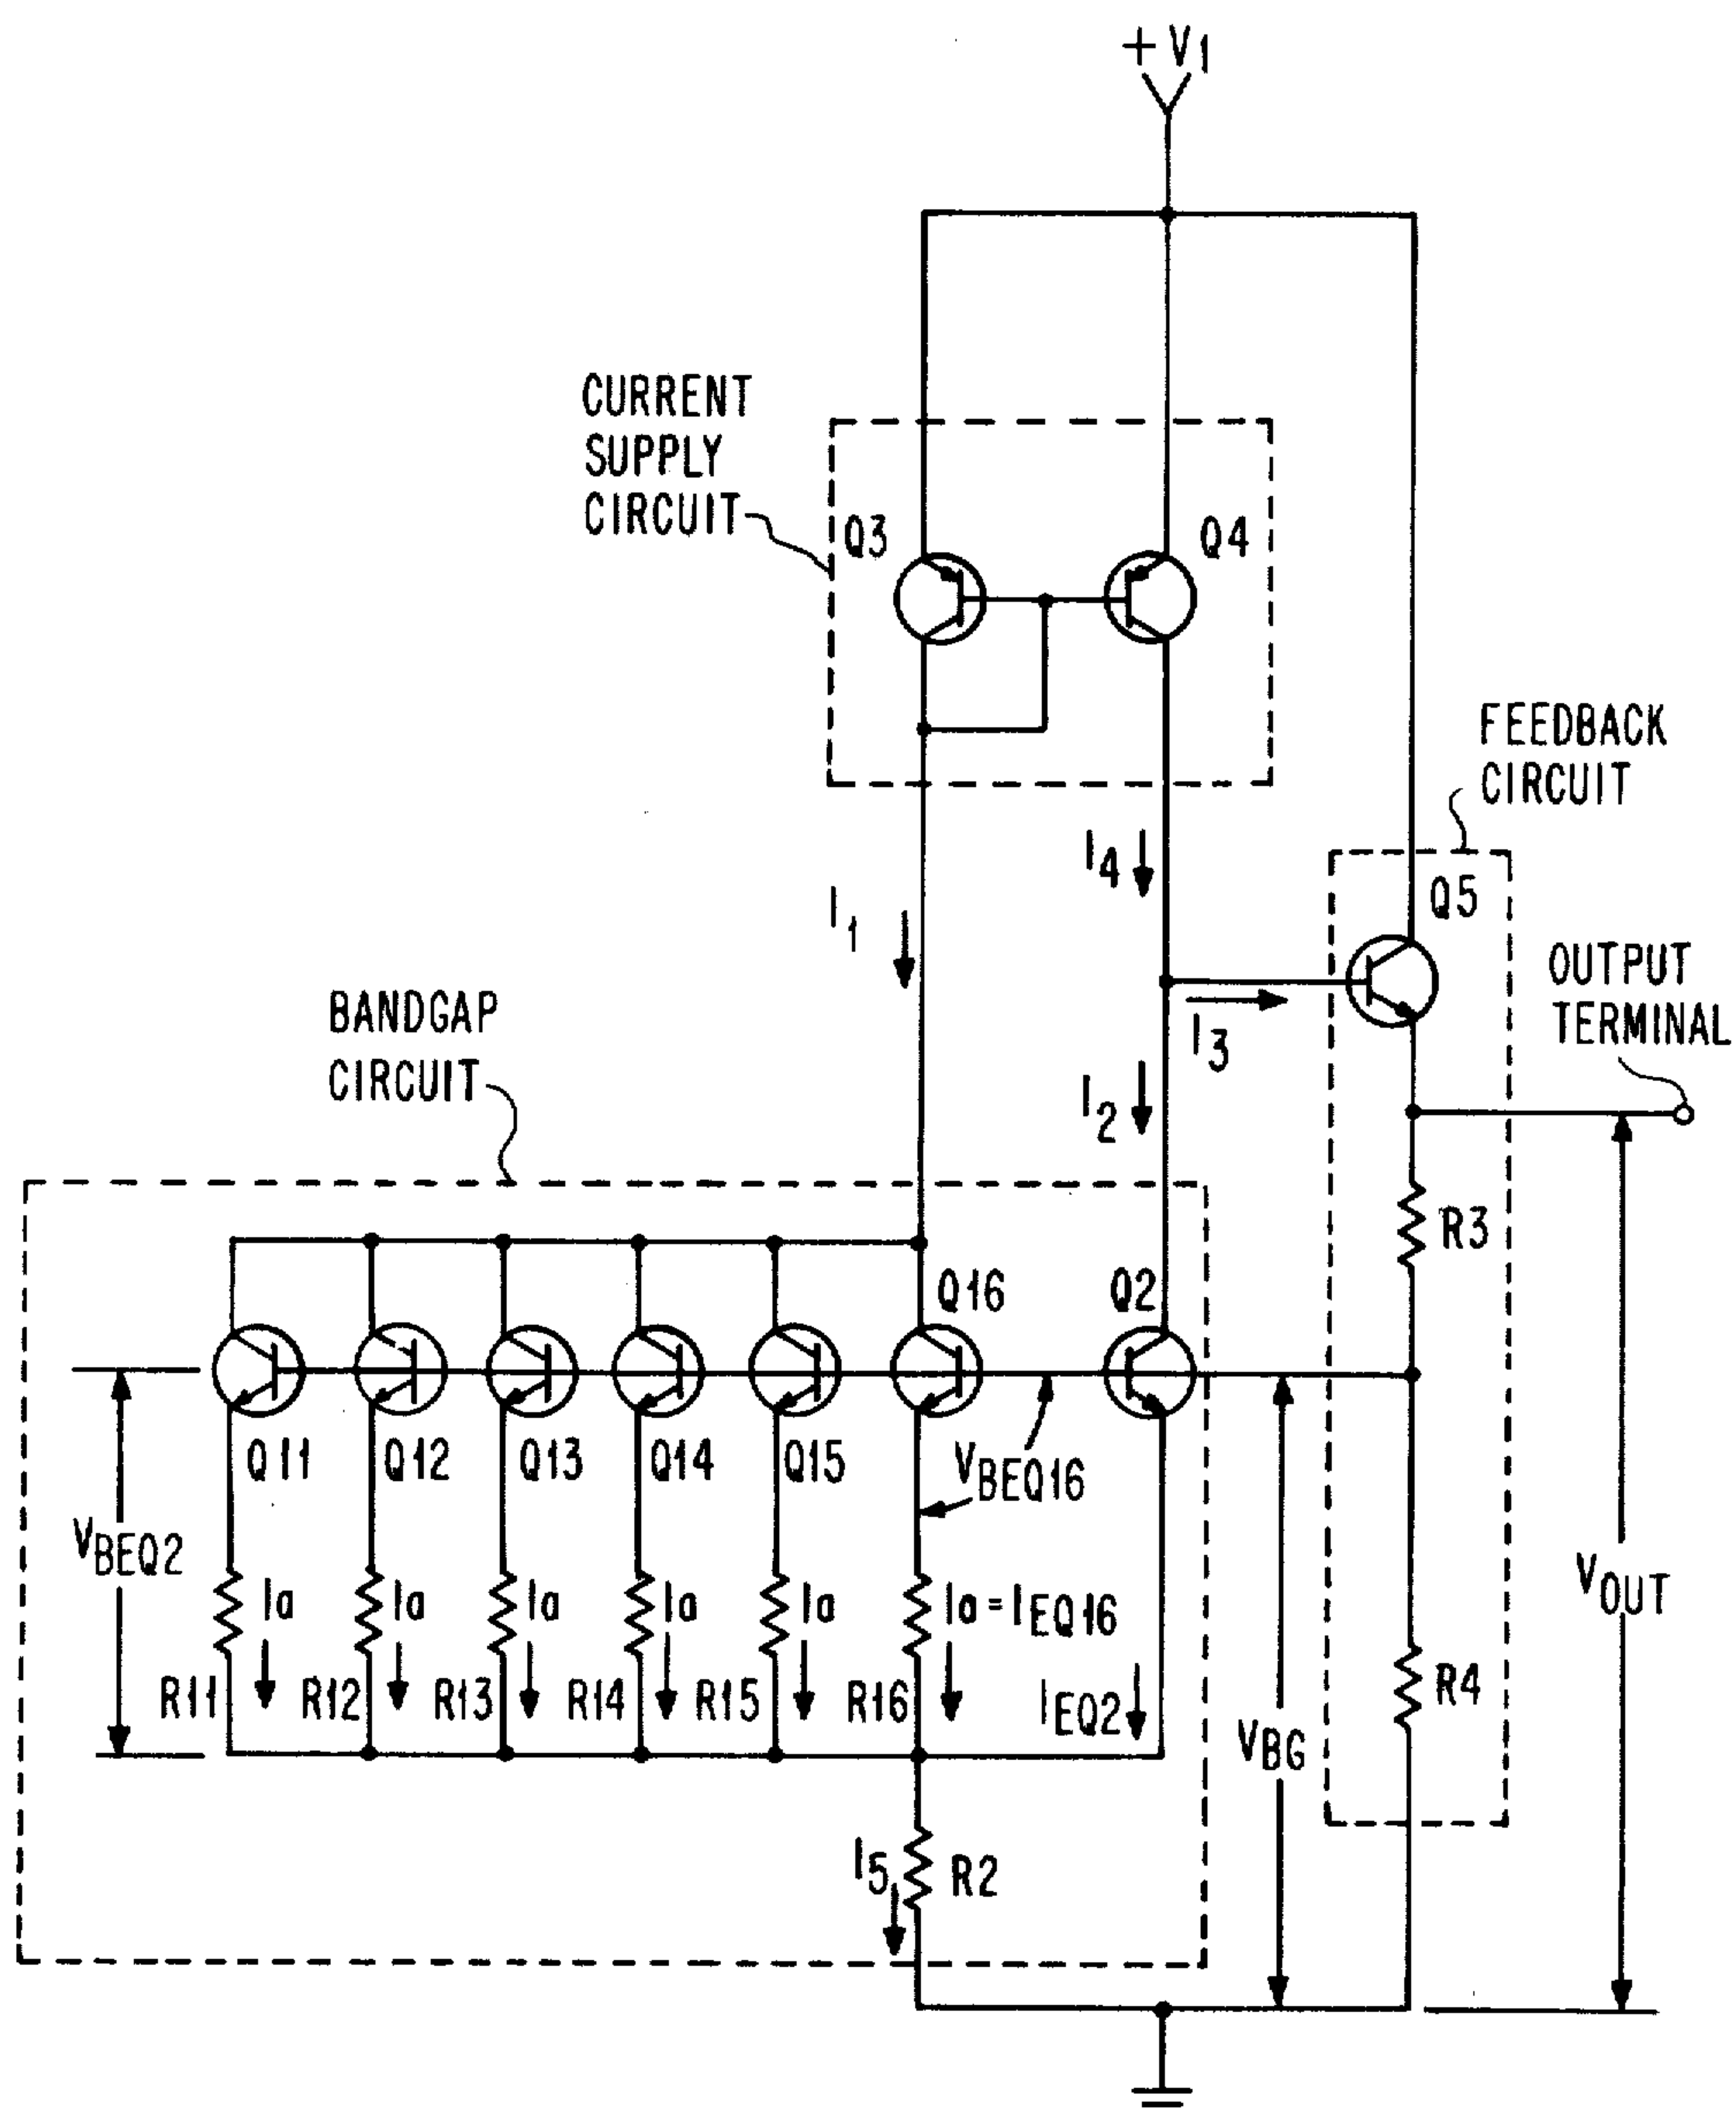 +V1
CURRENT
SUPPLY
CIRCUIT
Q3
Q4
FEEDBACK
CIRCUIT
I4
I1
Q5
OUTPUT
TERMINAL
I3
BANDGAP
CIRCUIT
I2
R3
Q16
Q2
Q11
Q12
Q13
Q14
Q15
VBEQ16
VBEQ2
Ia
Ia
Ia
Ia
Ia
Ia=IEQ16
VOUT
R11
R12
R13
R14
R15
R16
IEQ2
VBG
R4
I5
R2